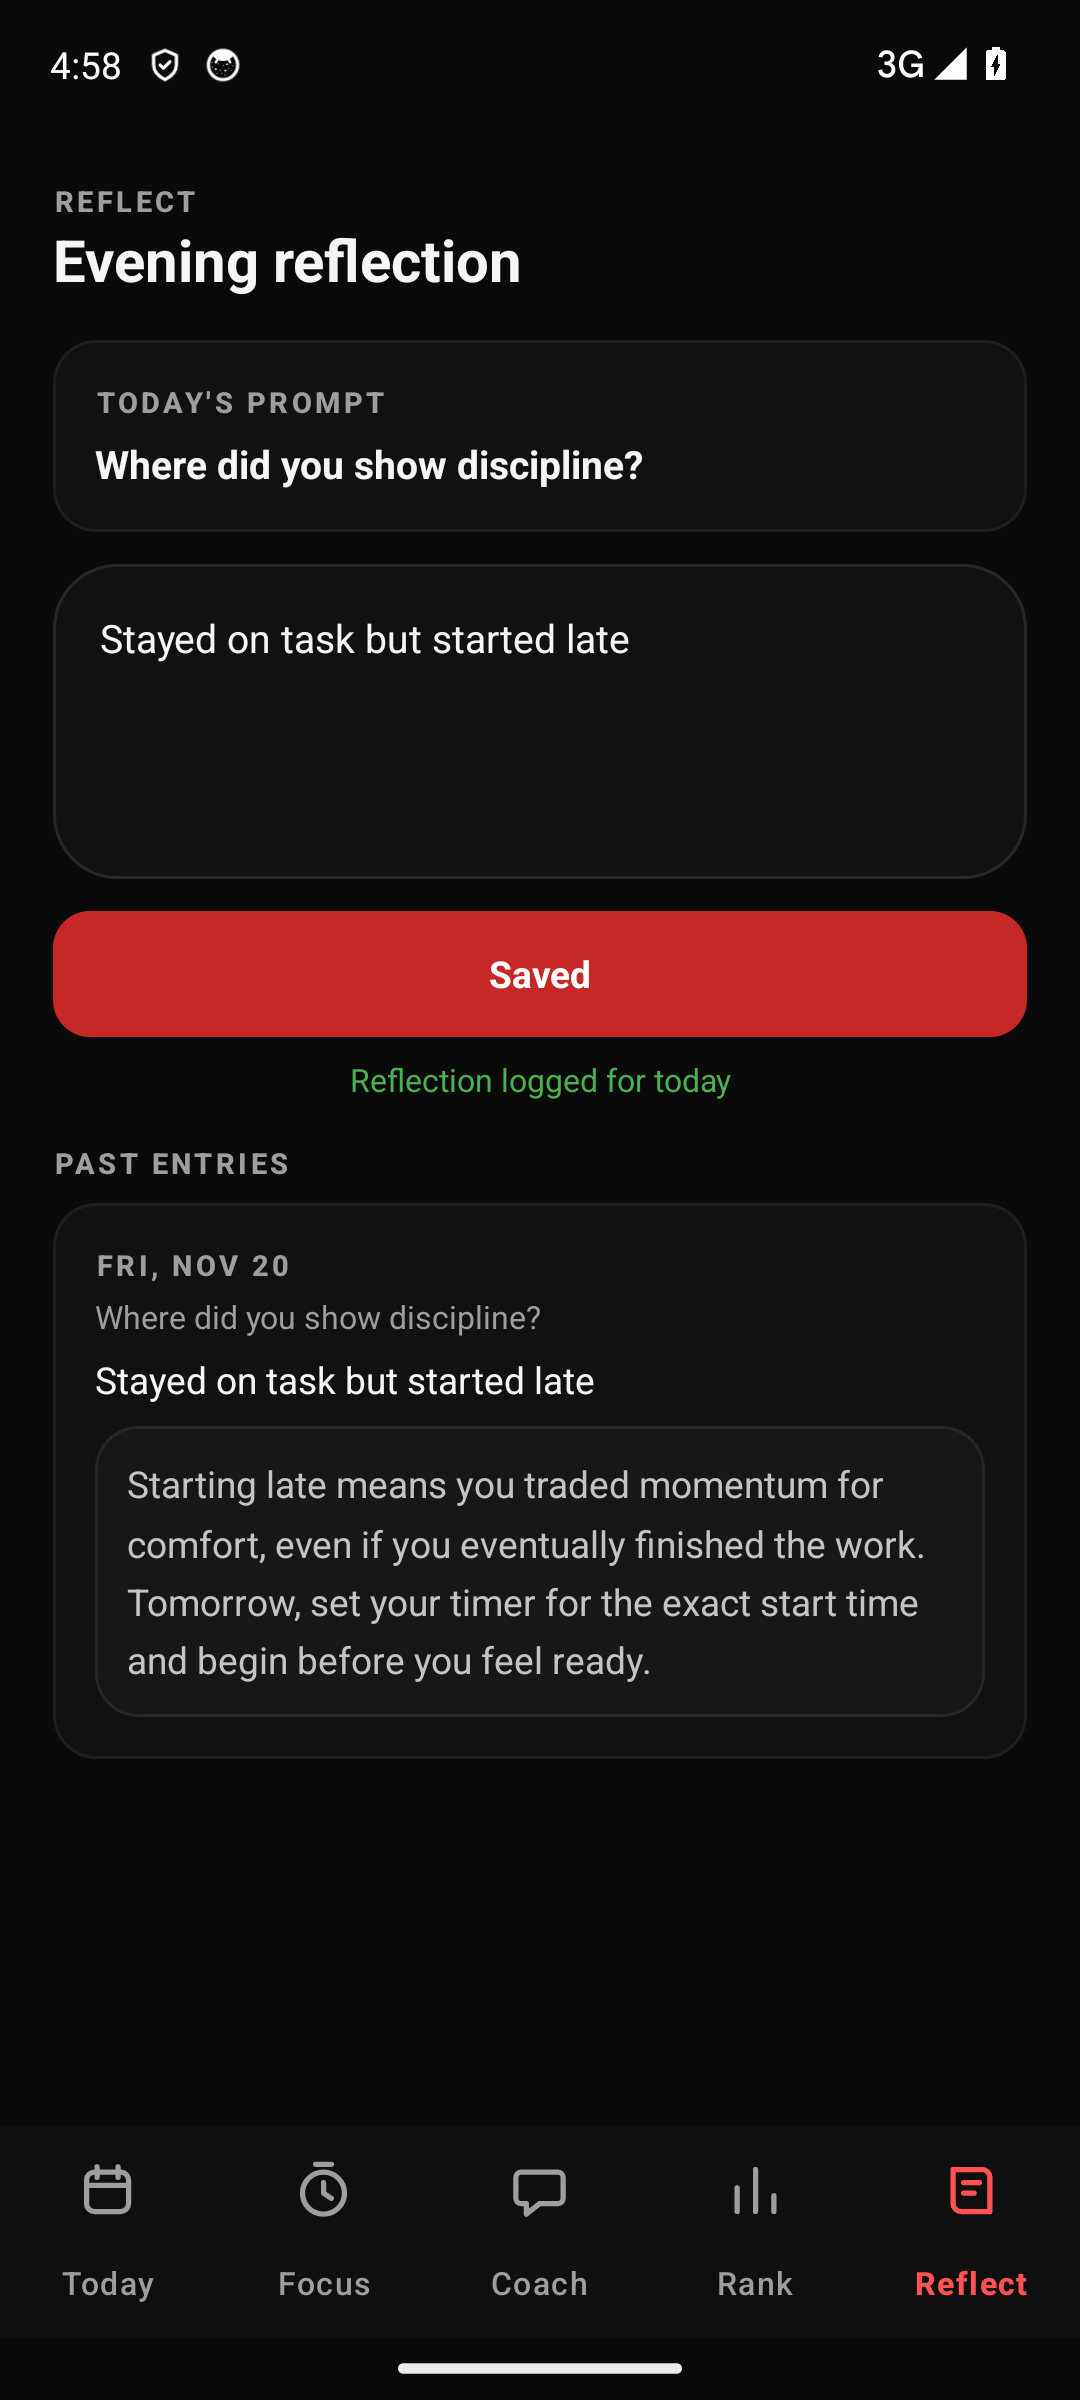 4:58
3G
REFLECT
Evening reflection
TODAY'S PROMPT
Where did you show discipline?
Stayed on task but started late
Saved
Reflection logged for today
PAST ENTRIES
FRI, NOV 20
Where did you show discipline?
Stayed on task but started late
Starting late means you traded momentum for
comfort, even if you eventually finished the work.
Tomorrow, set your timer for the exact start time
and begin before you feel ready.
Today
Focus
Coach
Rank
Reflect